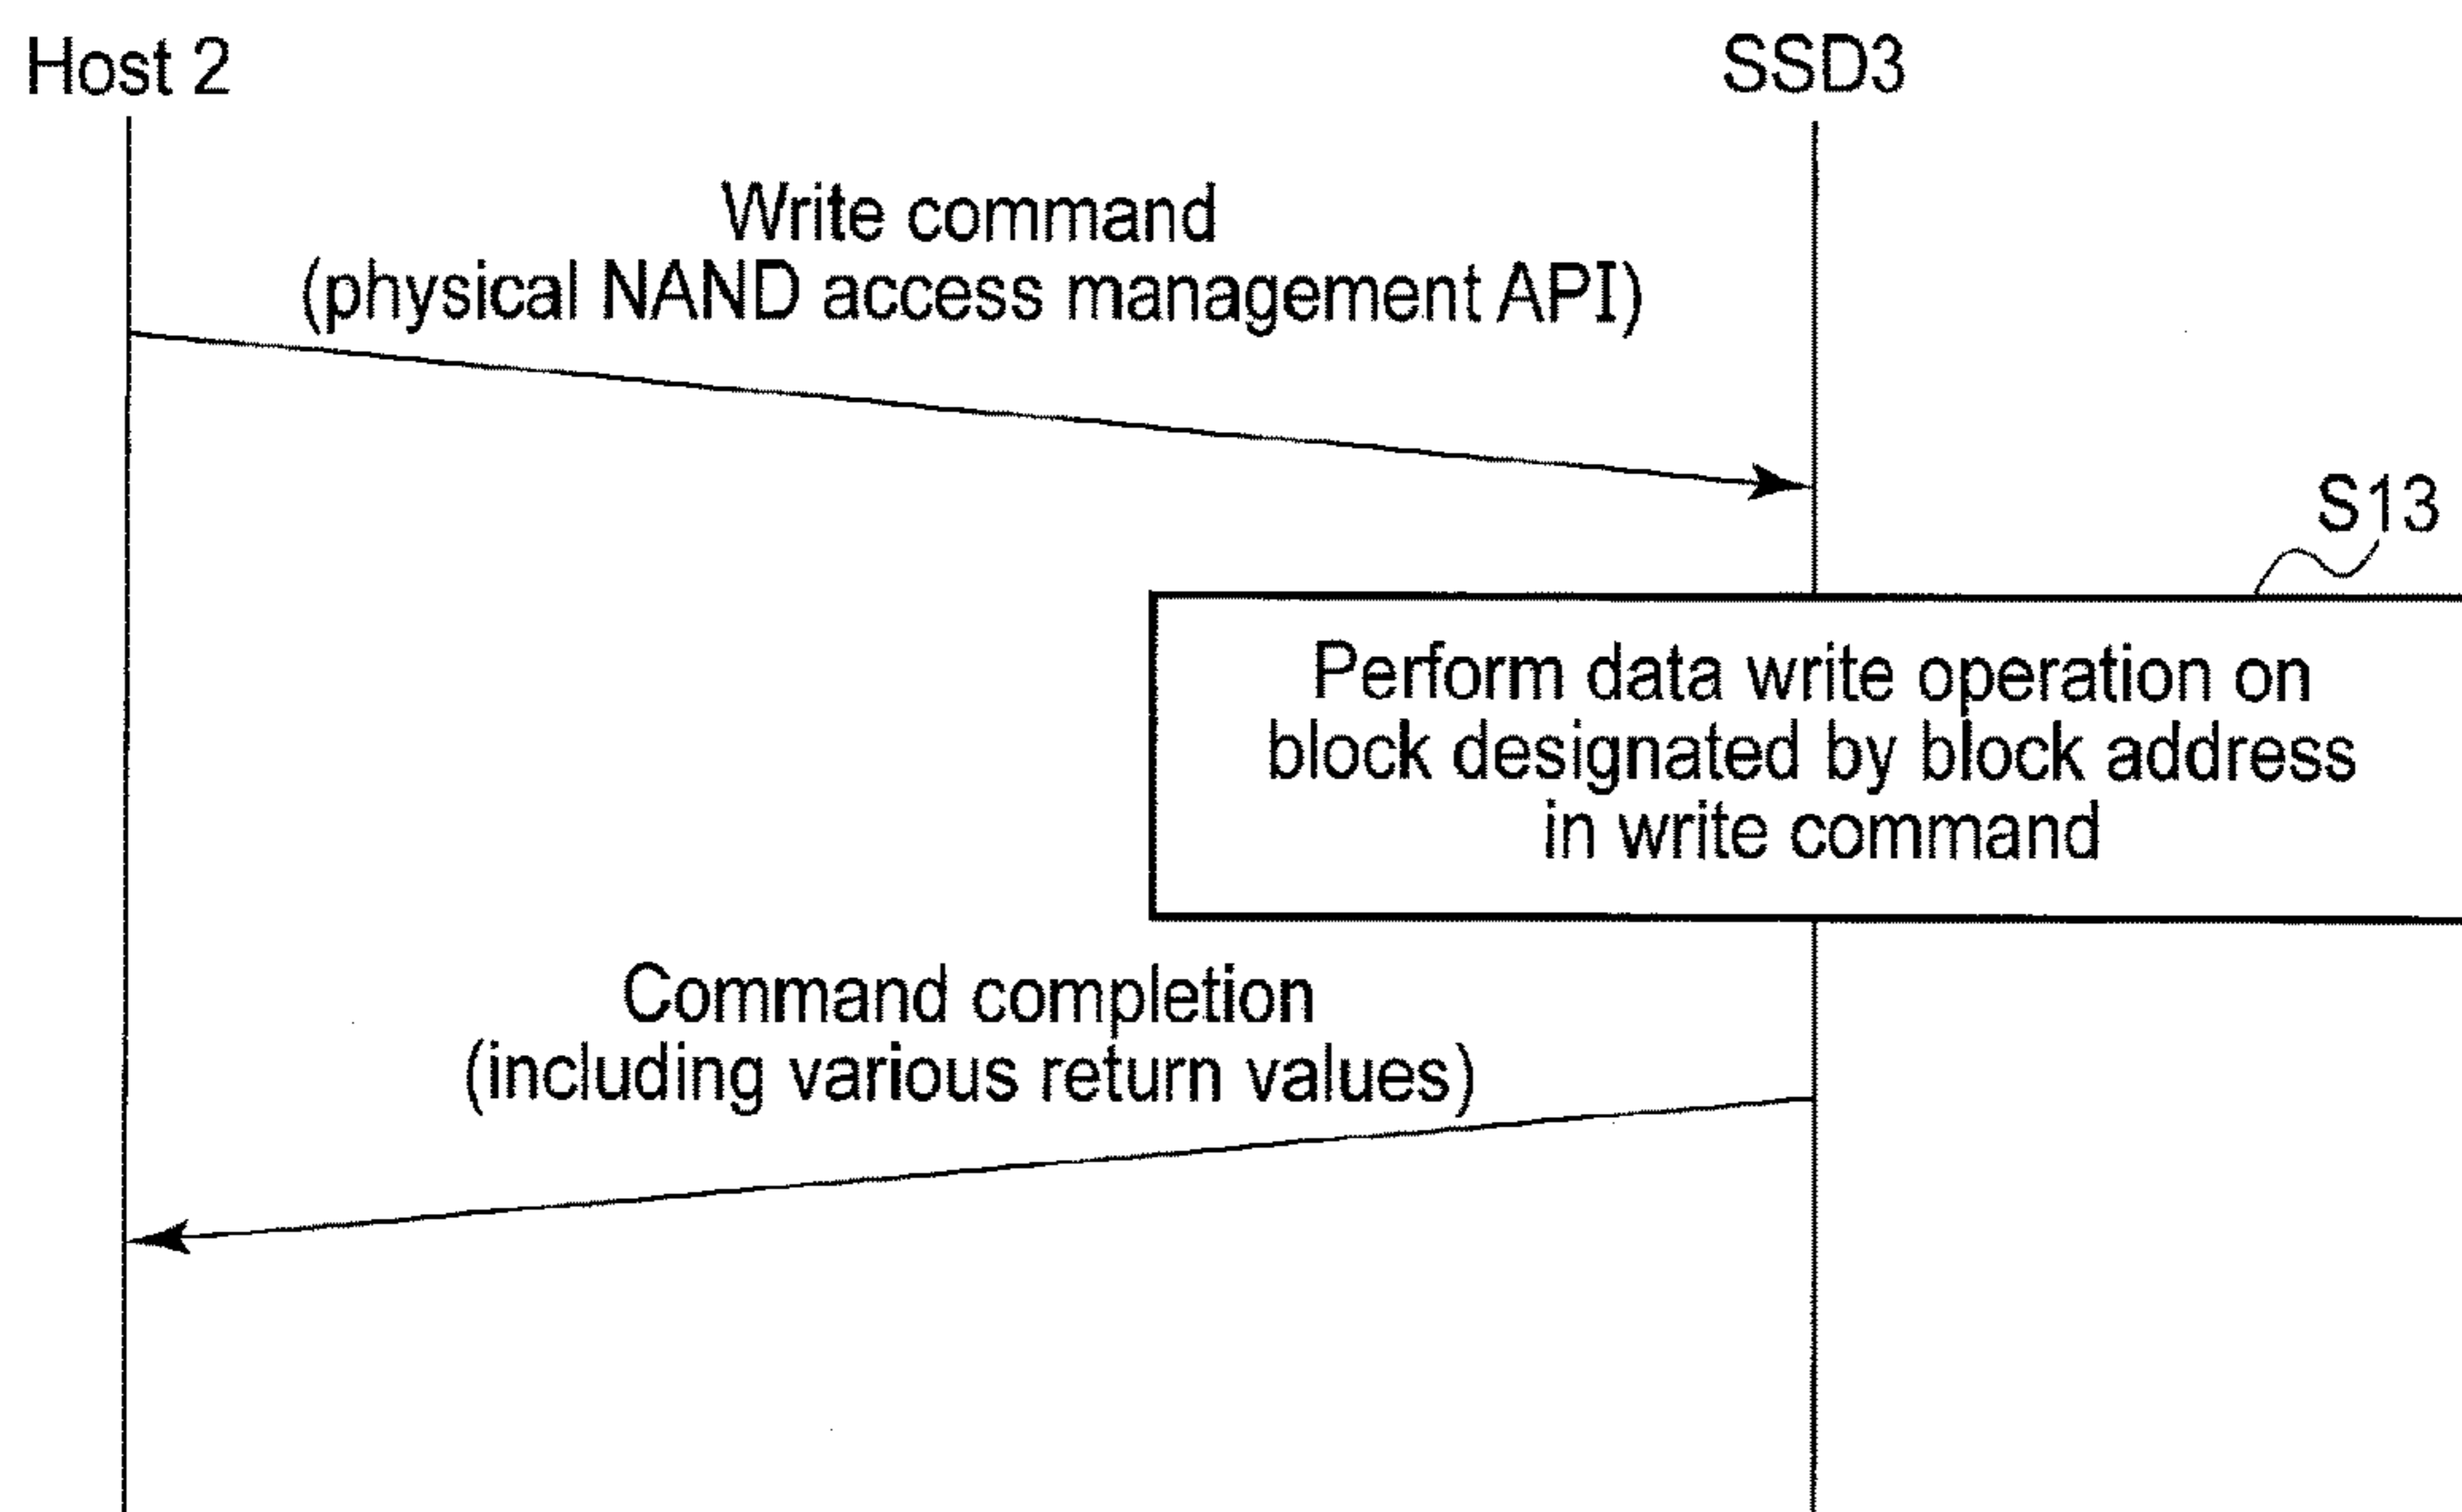 Host 2
SSD3
Write command
(physical NAND access management API)
S13
Perform data write operation on
block designated by block address
in write command
Command completion
(including various return values)